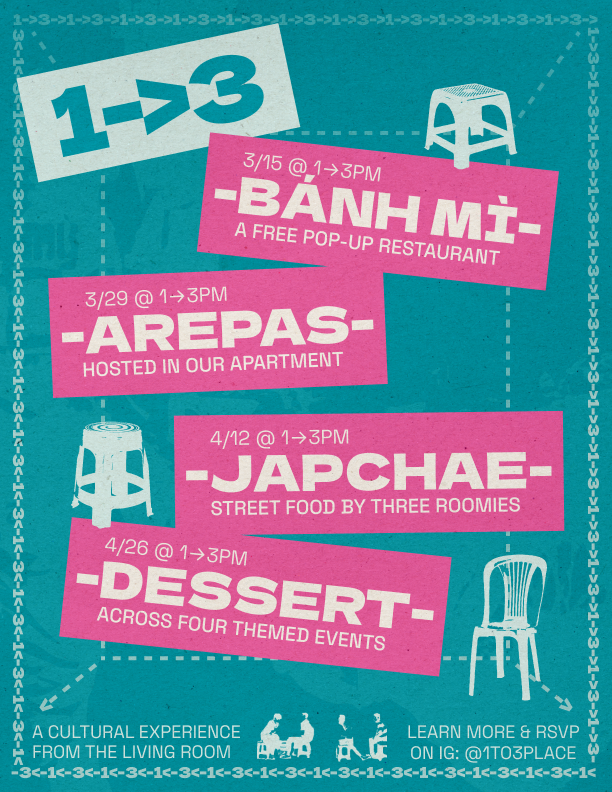 1->3
3/15 @ 1→3PM
-BÁNH MÌ-
A FREE POP-UP RESTAURANT
3/29 @ 1→3PM
-AREPAS-
HOSTED IN OUR APARTMENT
4/12 @ 1→3PM
-JAPCHAE-
STREET FOOD BY THREE ROOMIES
4/26 @ 1→3PM
-DESSERT-
ACROSS FOUR THEMED EVENTS
A CULTURAL EXPERIENCE
FROM THE LIVING ROOM
LEARN MORE & RSVP
ON IG: @1TO3PLACE